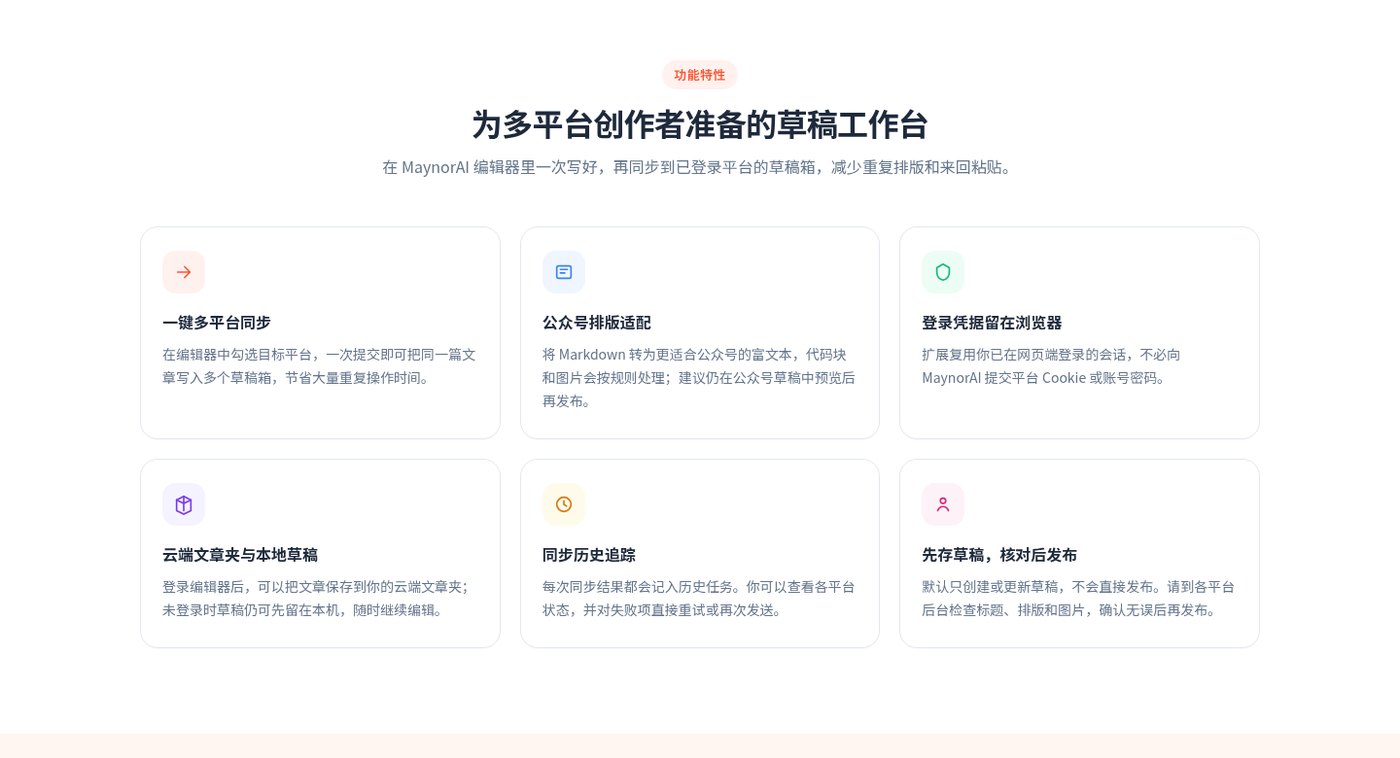 功能特性
为多平台创作者准备的草稿工作台
在 MaynorAI 编辑器里一次写好，再同步到已登录平台的草稿箱，减少重复排版和来回粘贴。
一键多平台同步
在编辑器中勾选目标平台，一次提交即可把同一篇文
章写入多个草稿箱，节省大量重复操作时间。
公众号排版适配
将 Markdown 转为更适合公众号的富文本，代码块
和图片会按规则处理；建议仍在公众号草稿中预览后
再发布。
登录凭据留在浏览器
扩展复用你已在网页端登录的会话，不必向
MaynorAI 提交平台 Cookie 或账号密码。
云端文章夹与本地草稿
登录编辑器后，可以把文章保存到你的云端文章夹；
未登录时草稿仍可先留在本机，随时继续编辑。
同步历史追踪
每次同步结果都会记入历史任务。你可以查看各平台
状态，并对失败项直接重试或再次发送。
先存草稿，核对后发布
默认只创建或更新草稿，不会直接发布。请到各平台
后台检查标题、排版和图片，确认无误后再发布。